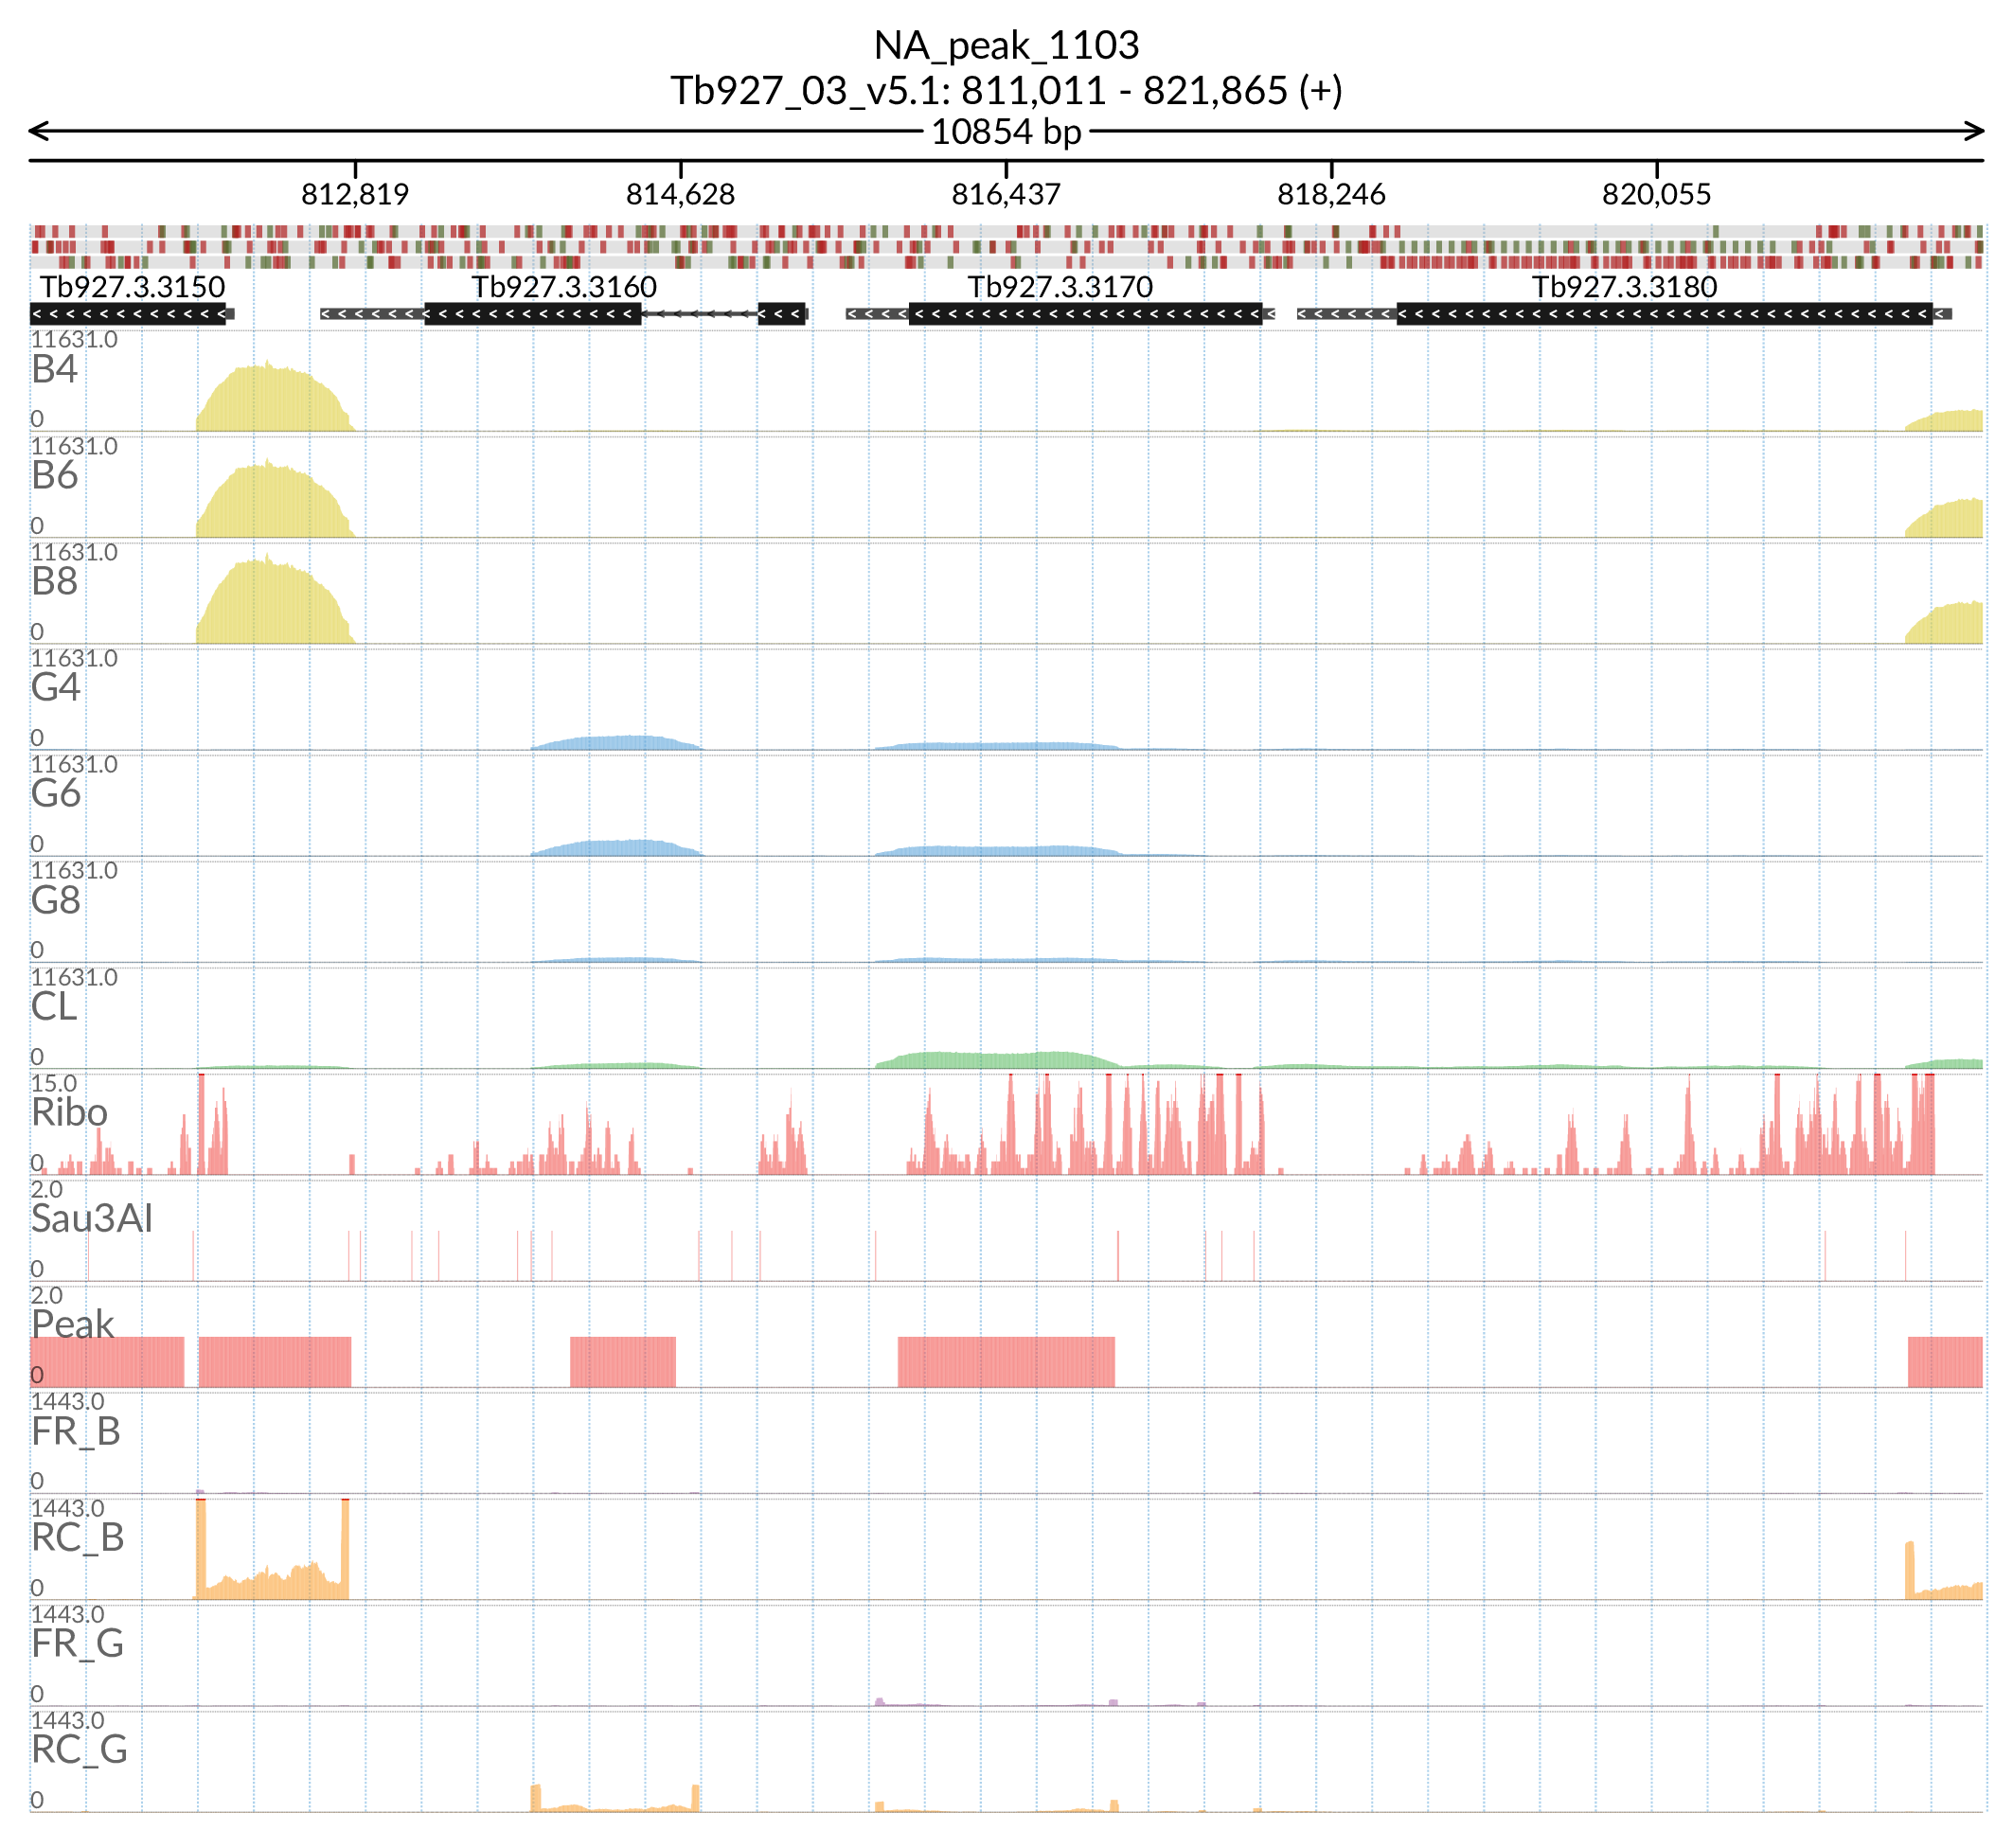 NA_peak_1103
Tb927_03_v5.1: 811,011 - 821,865 (+)
10854 bp
812,819 814,628 816,437 818,246 820,055
Tb927.3.3150 Tb927.3.3160 Tb927.3.3170 Tb927.3.3180
11631.0
B4
0
11631.0
B6
0
11631.0
B8
0
11631.0
G4
0
11631.0
G6
0
11631.0
G8
0
11631.0
CL
0
15.0
Ribo
0
2.0
Sau3AI
0
2.0
Peak
0
1443.0
FR_B
0
1443.0
RC_B
0
1443.0
FR_G
0
1443.0
RC_G
0